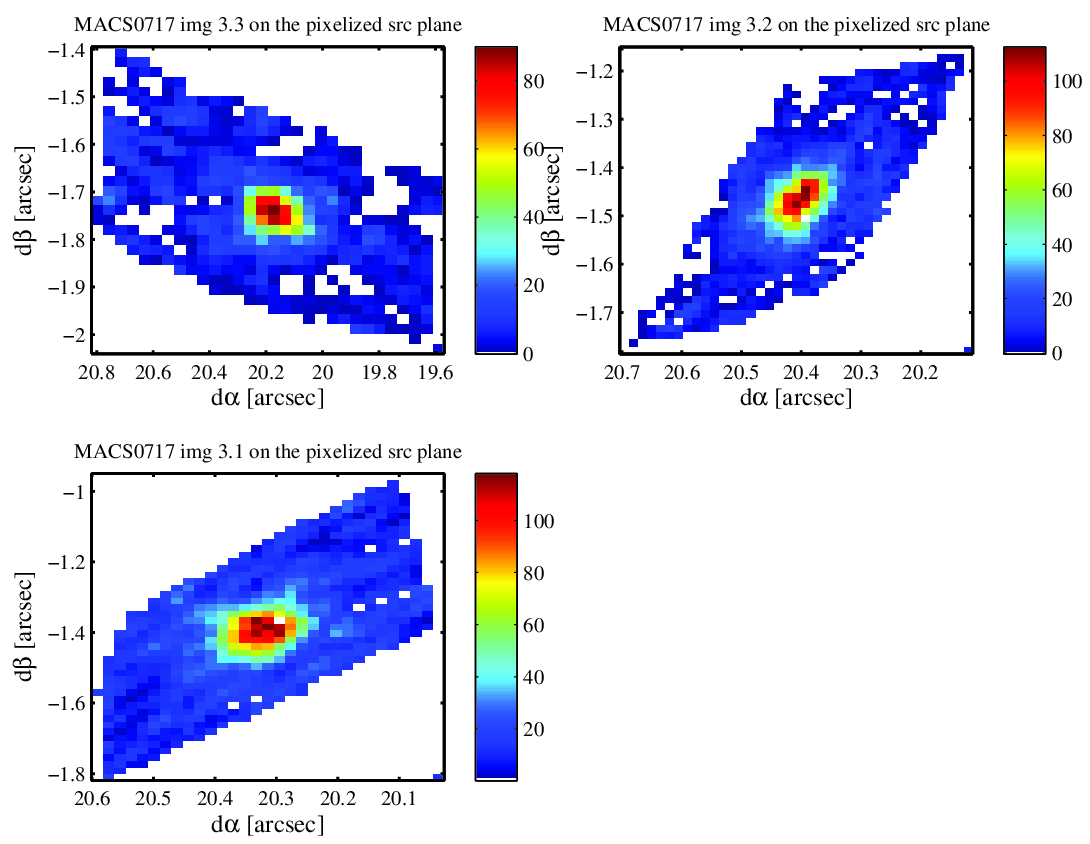 MACS0717 img 3.3 on the pixelized src plane
−1.4
−1.5
−1.6
−1.7
−1.8
−1.9
−2
dβ [arcsec]
20.8 20.6 20.4 20.2 20 19.8 19.6
dα [arcsec]
80
60
40
20
0
MACS0717 img 3.2 on the pixelized src plane
−1.2
−1.3
−1.4
−1.5
−1.6
−1.7
dβ [arcsec]
20.7 20.6 20.5 20.4 20.3 20.2
dα [arcsec]
100
80
60
40
20
0
MACS0717 img 3.1 on the pixelized src plane
−1
−1.2
−1.4
−1.6
−1.8
dβ [arcsec]
20.6 20.5 20.4 20.3 20.2 20.1
dα [arcsec]
100
80
60
40
20